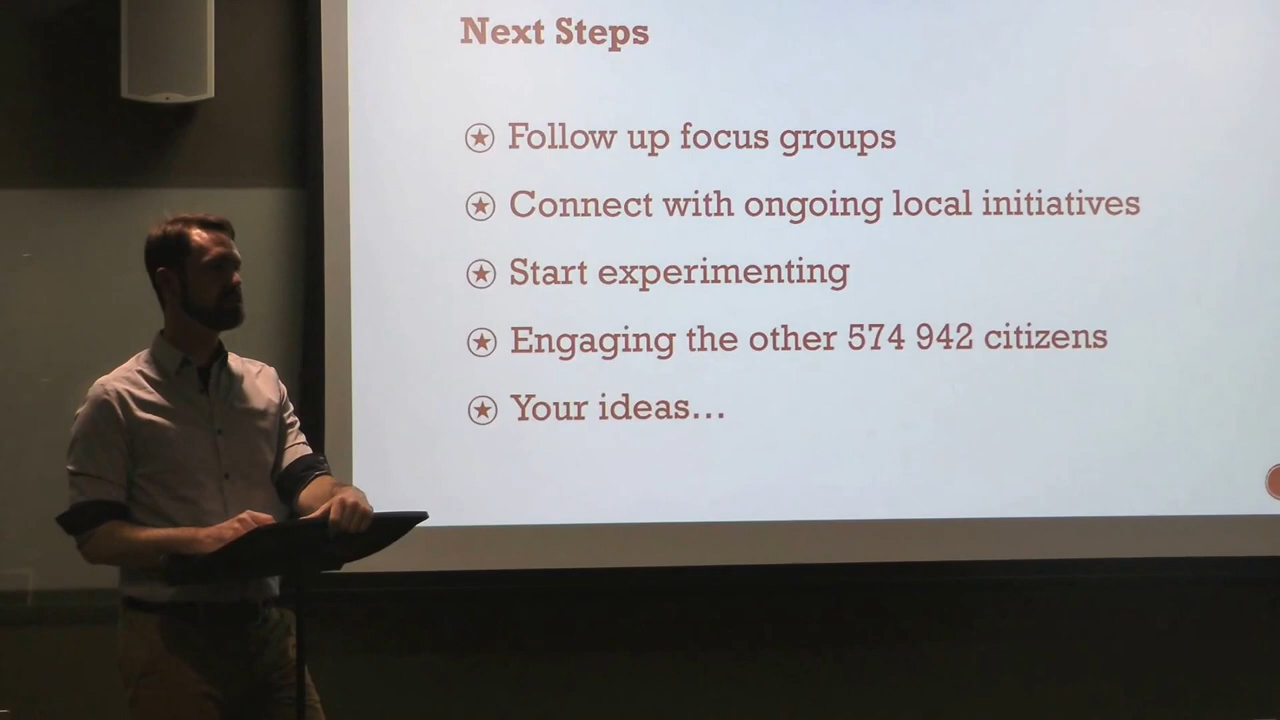 Next Steps
Follow up focus groups
Connect with ongoing local initiatives
Start experimenting
Engaging the other 574 942 citizens
Your ideas…